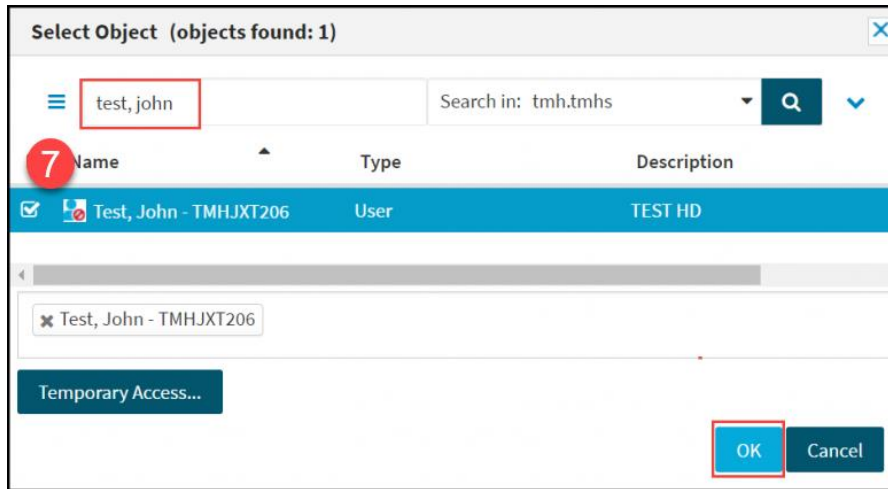 Select Object (objects found: 1)
test, john
Search in: tmh.tmhs
7
Name Type Description
Test, John - TMHJXT206 User TEST HD
Test, John - TMHJXT206
Temporary Access...
OK Cancel